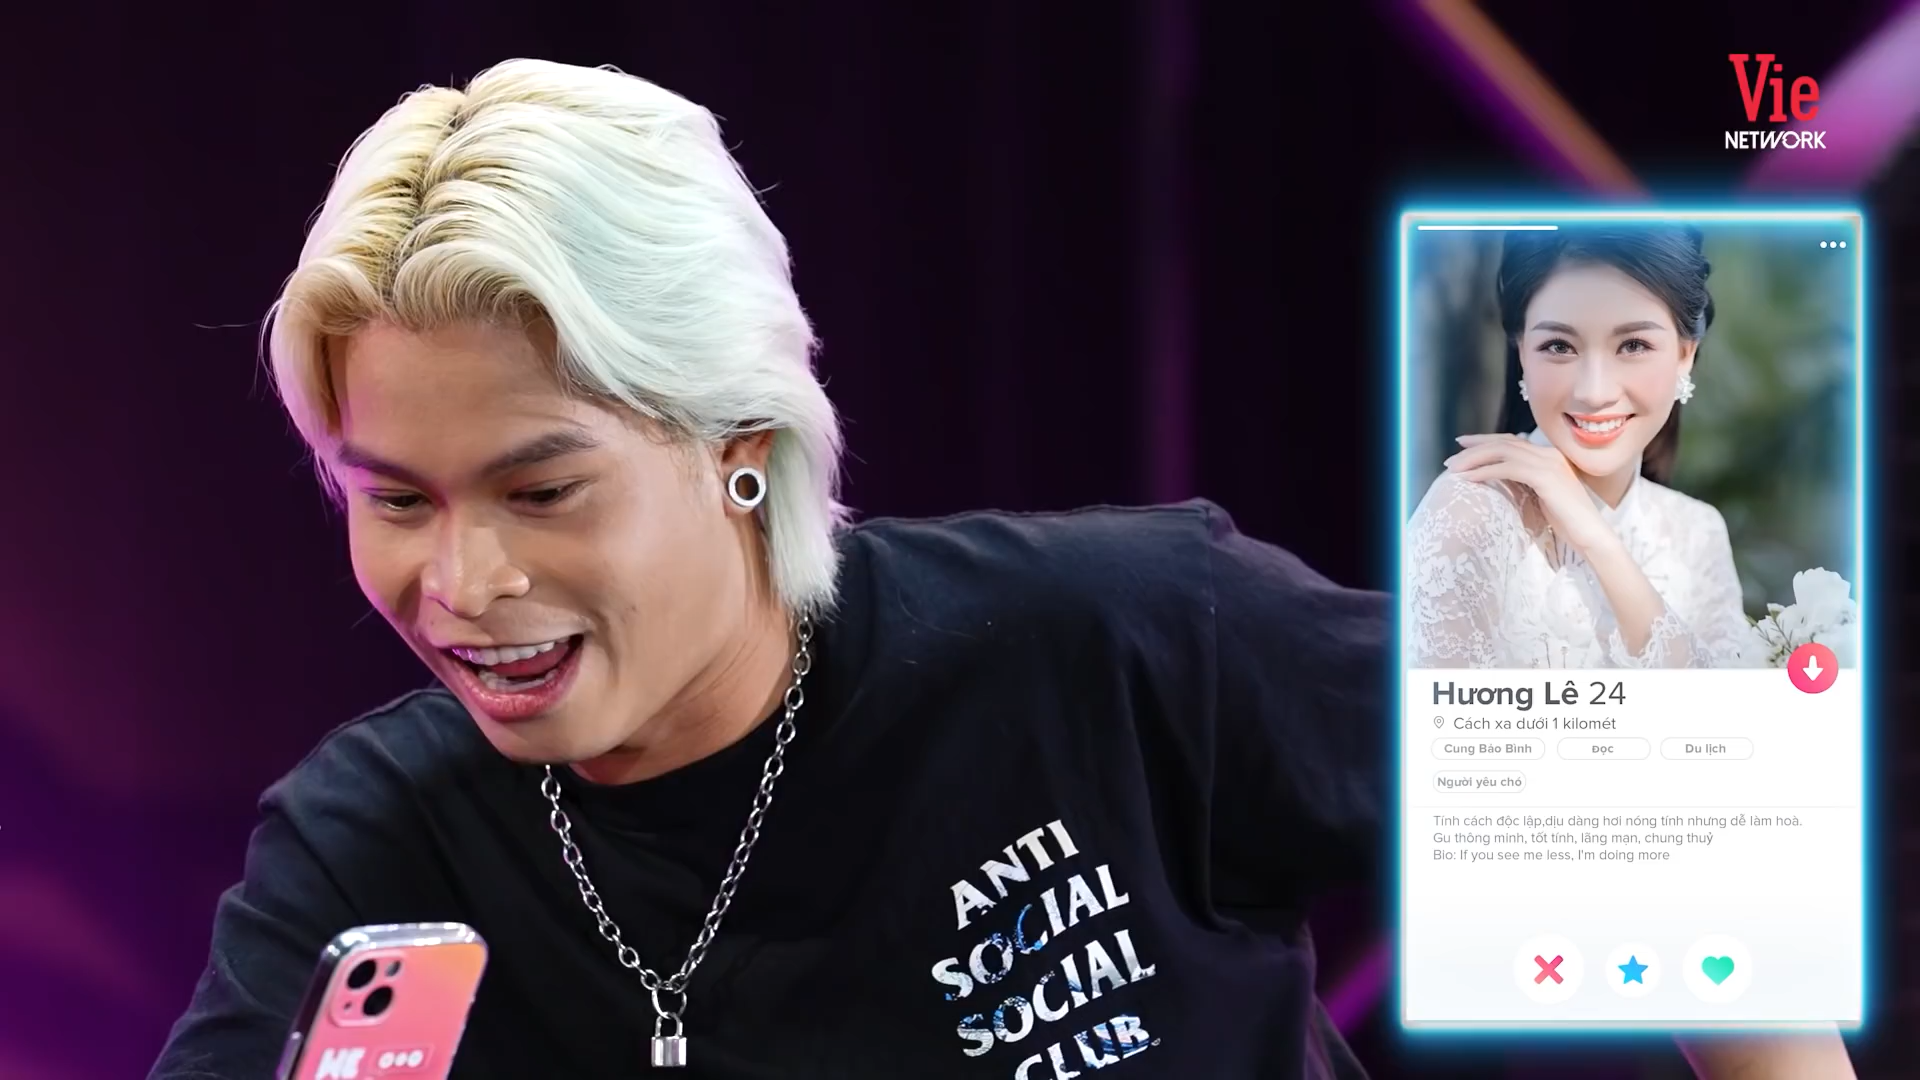 Vie
NETWORK
Hương Lê 24
Cách xa dưới 1 kilomét
Cung Bảo Bình
Đọc
Du lịch
Người yêu chó
Tính cách độc lập,dịu dàng hơi nóng tính nhưng dễ làm hoà.
Gu thông minh, tốt tính, lãng mạn, chung thuỷ
Bio: If you see me less, I'm doing more
ANTI
SOCIAL
SOCIAL
CLUB
ME